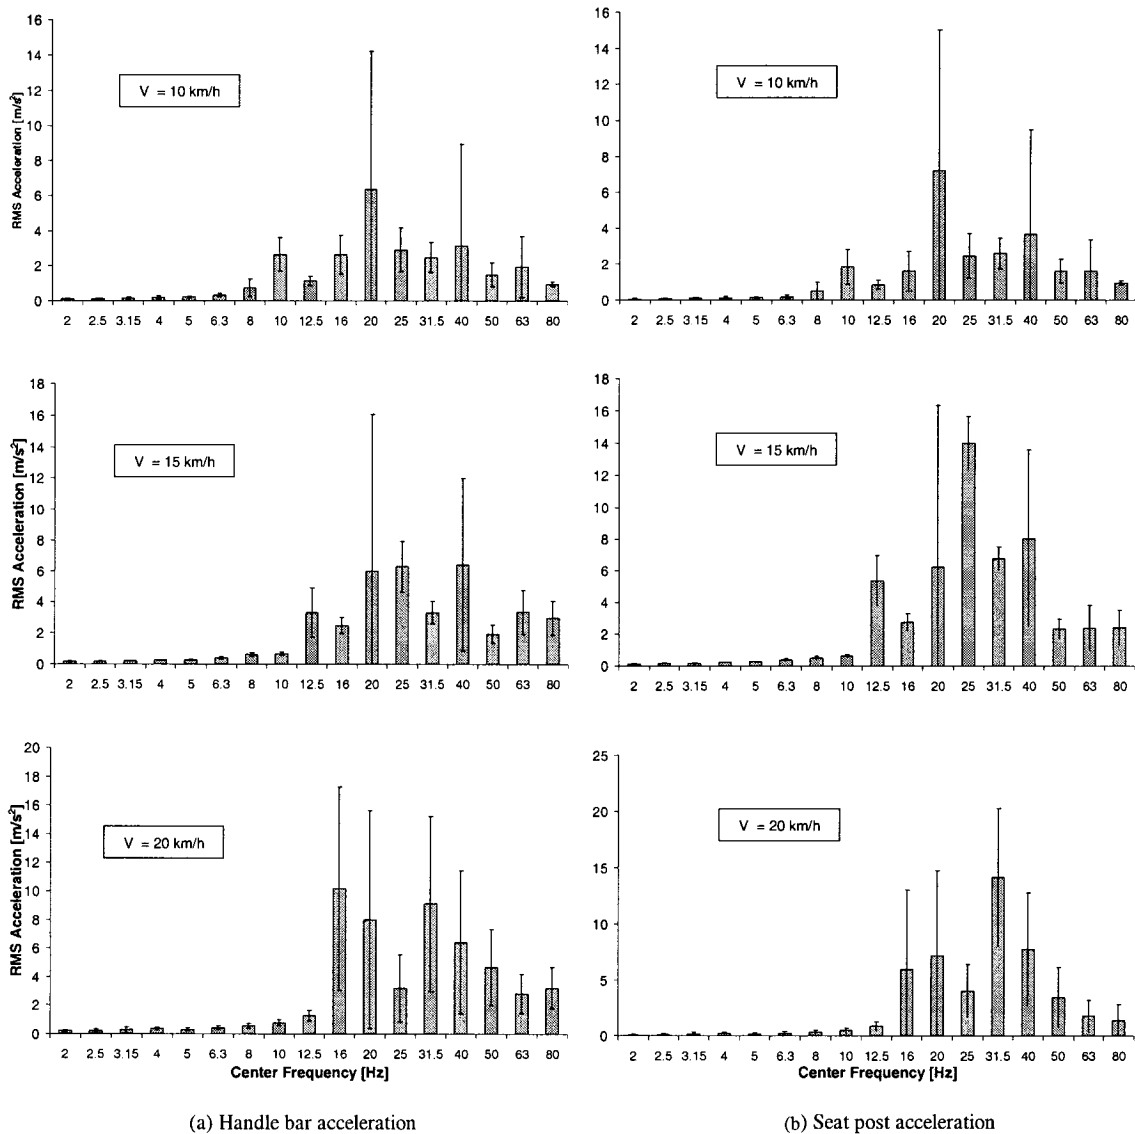 16
14
12
10
8
6
4
2
0
RMS Acceleration [m/s²]
V = 10 km/h
2 2.5 3.15 4 5 6.3 8 10 12.5 16 20 25 31.5 40 50 63 80
16
14
12
10
8
6
4
2
0
V = 10 km/h
2 2.5 3.15 4 5 6.3 8 10 12.5 16 20 25 31.5 40 50 63 80
18
16
14
12
10
8
6
4
2
0
RMS Acceleration [m/s²]
V = 15 km/h
2 2.5 3.15 4 5 6.3 8 10 12.5 16 20 25 31.5 40 50 63 80
18
16
14
12
10
8
6
4
2
0
V = 15 km/h
2 2.5 3.15 4 5 6.3 8 10 12.5 16 20 25 31.5 40 50 63 80
20
18
16
14
12
10
8
6
4
2
0
RMS Acceleration [m/s²]
V = 20 km/h
2 2.5 3.15 4 5 6.3 8 10 12.5 16 20 25 31.5 40 50 63 80
Center Frequency [Hz]
25
20
15
10
5
0
V = 20 km/h
2 2.5 3.15 4 5 6.3 8 10 12.5 16 20 25 31.5 40 50 63 80
Center Frequency [Hz]
(a) Handle bar acceleration
(b) Seat post acceleration